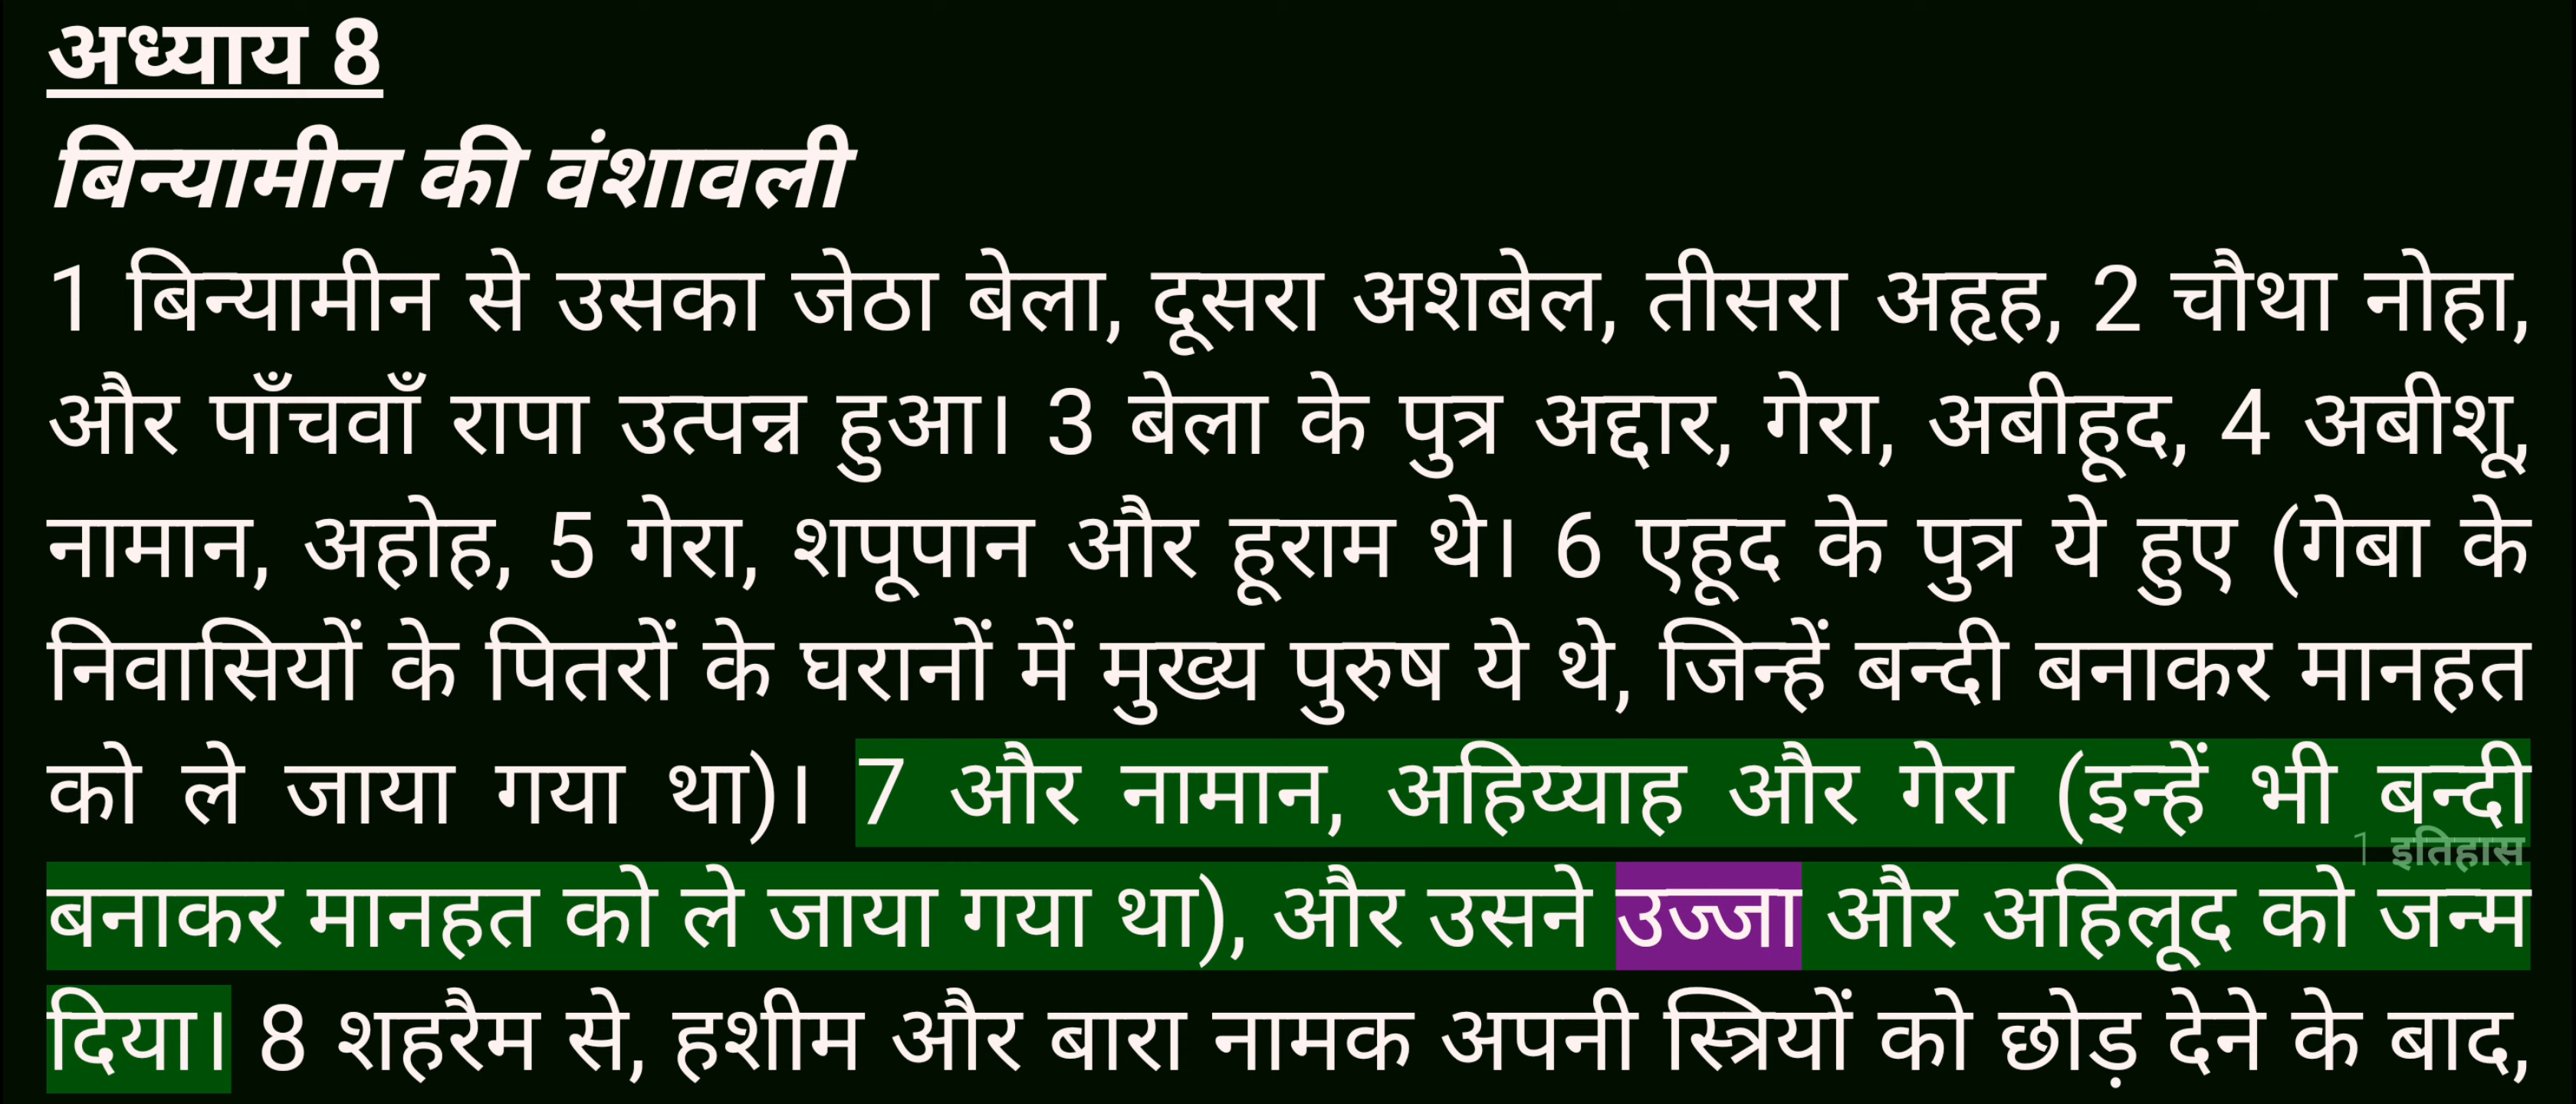 अध्याय 8
बिन्यामीन की वंशावली
1 बिन्यामीन से उसका जेठा बेला, दूसरा अशबेल, तीसरा अहृह, 2 चौथा नोहा,
और पाँचवाँ रापा उत्पन्न हुआ। 3 बेला के पुत्र अद्दार, गेरा, अबीहूद, 4 अबीशू,
नामान, अहोह, 5 गेरा, शपूपान और हूराम थे। 6 एहूद के पुत्र ये हुए (गेबा के
निवासियों के पितरों के घरानों में मुख्य पुरुष ये थे, जिन्हें बन्दी बनाकर मानहत
को ले जाया गया था)। 7 और नामान, अहिय्याह और गेरा (इन्हें भी बन्दी
1 इतिहास
बनाकर मानहत को ले जाया गया था), और उसने उज्जा और अहिलूद को जन्म
दिया। 8 शहरैम से, हशीम और बारा नामक अपनी स्त्रियों को छोड़ देने के बाद,